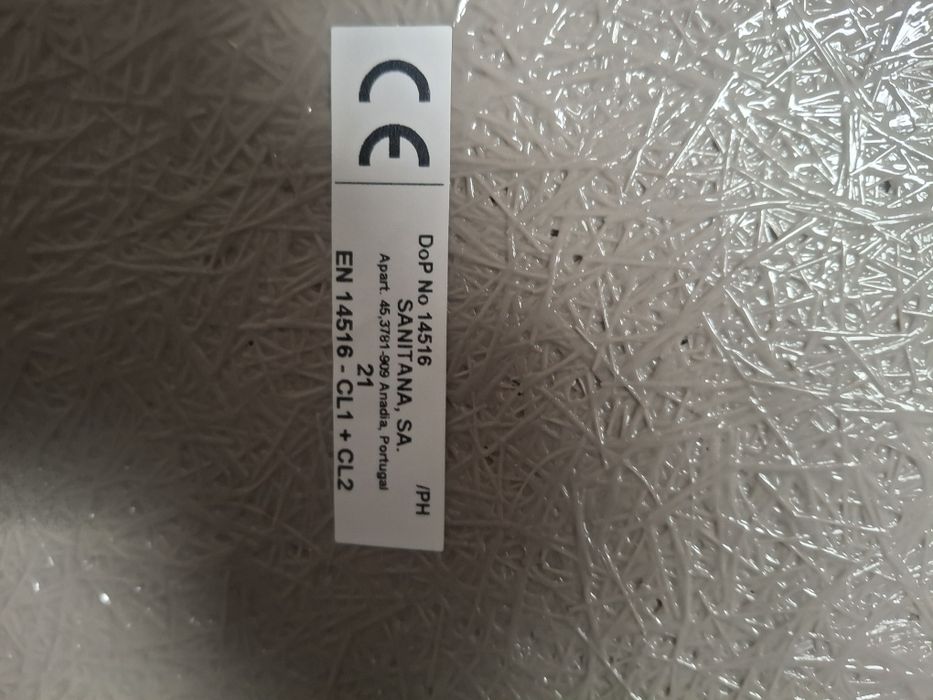 CE
DoP No 14516 /PH
SANITANA, SA.
Apart. 45,3781-909 Anadia, Portugal
21
EN 14516 - CL1 + CL2